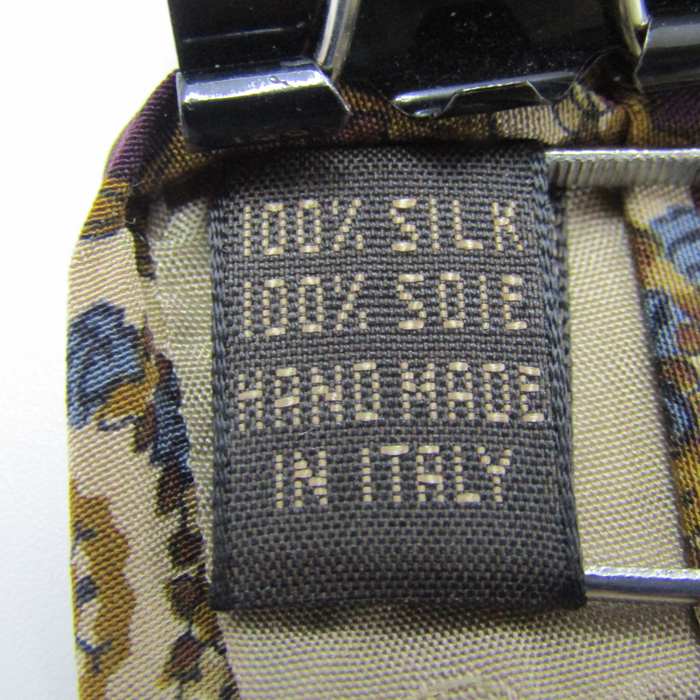 100% SILK
100% SOIE
HAND MADE
IN ITALY